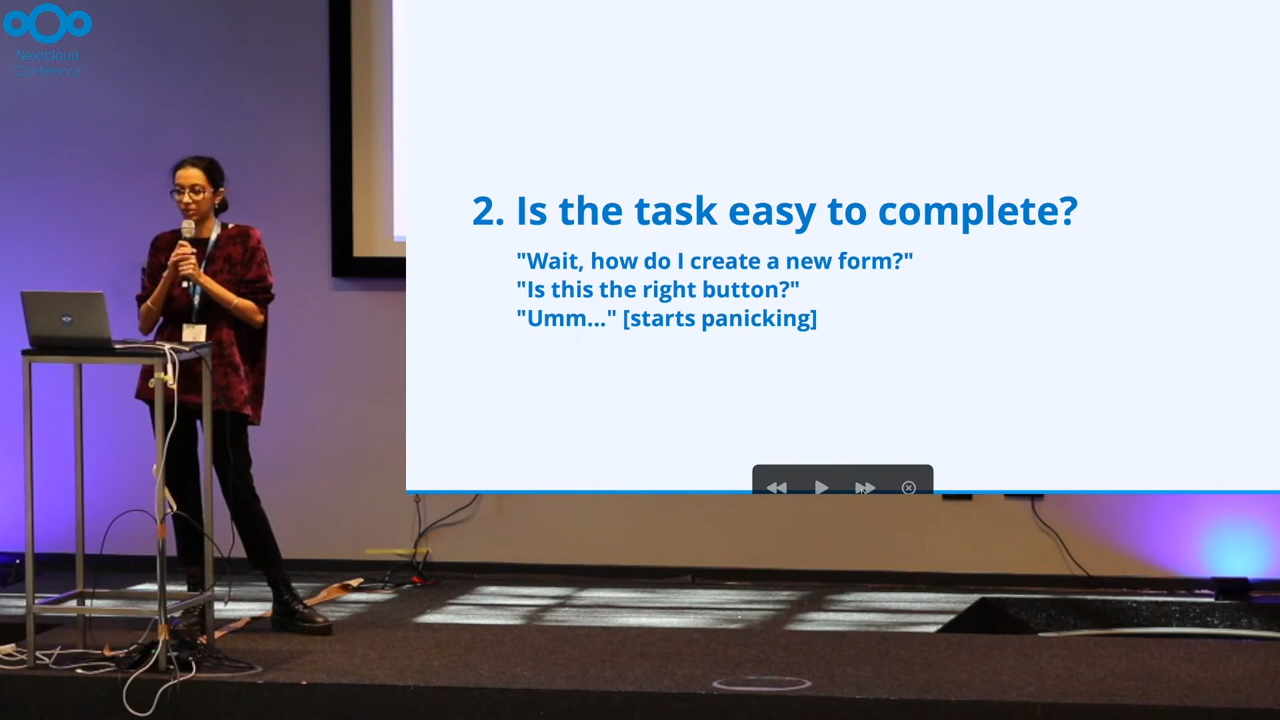 Nextcloud
Conference
2. Is the task easy to complete?
"Wait, how do I create a new form?"
"Is this the right button?"
"Umm..." [starts panicking]